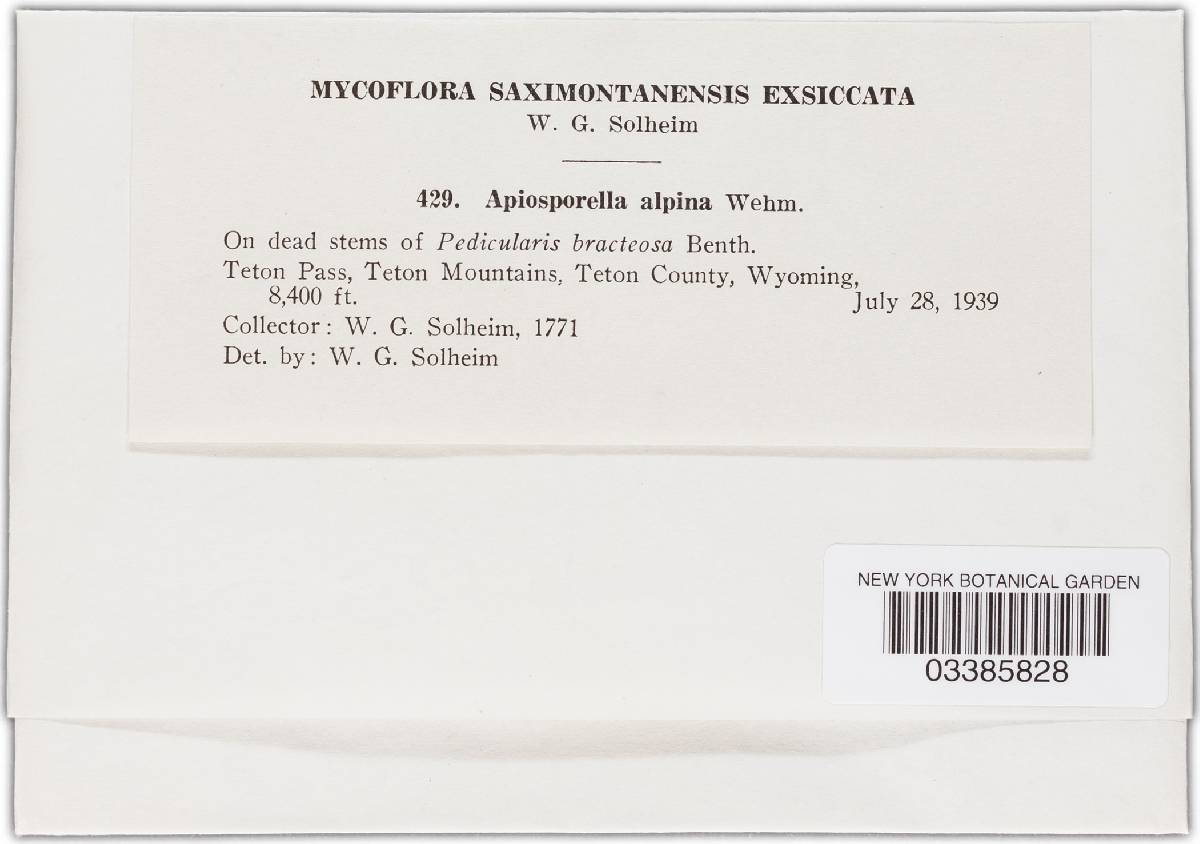 MYCOFLORA SAXIMONTANENSIS EXSICCATA
W. G. Solheim
429. Apiosporella alpina Wehm.
On dead stems of Pedicularis bracteosa Benth.
Teton Pass, Teton Mountains, Teton County, Wyoming,
8,400 ft. July 28, 1939
Collector: W. G. Solheim, 1771
Det. by: W. G. Solheim
NEW YORK BOTANICAL GARDEN
03385828